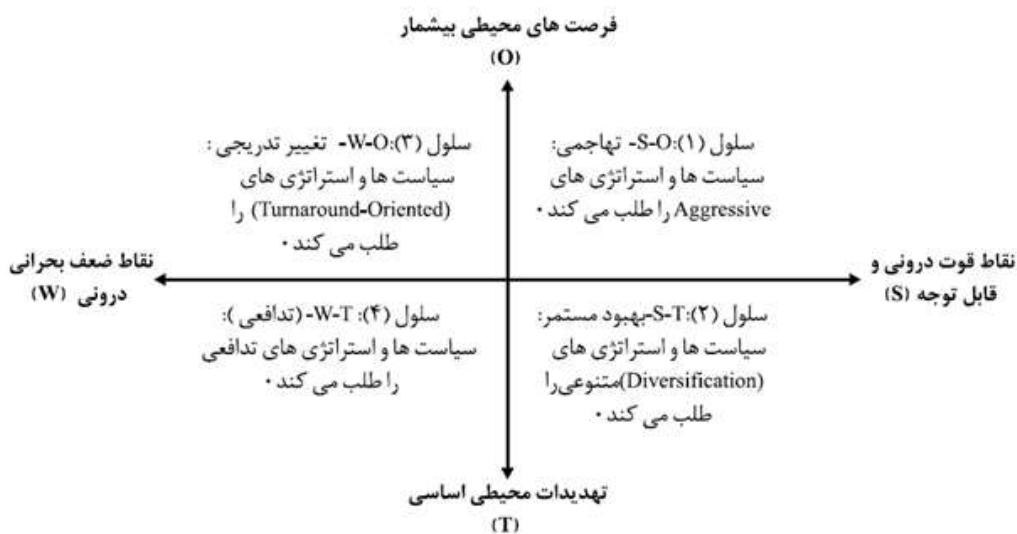 فرصت های محیطی بیشمار
(O)
سلول (۱):S-O- تهاجمی:
سیاست ها و استراتژی های
Aggressive را طلب می کند.
سلول (۳):W-O- تغییر تدریجی:
سیاست ها و استراتژی های
(Turnaround-Oriented) را
طلب می کند.
نقاط قوت درونی و
قابل توجه (S)
نقاط ضعف بحرانی
درونی (W)
سلول (۲):S-T-بهبود مستمر:
سیاست ها و استراتژی های
(Diversification)متنوعی را
طلب می کند.
سلول (۴): W-T-(تدافعی):
سیاست ها و استراتژی های تدافعی
را طلب می کند.
تهدیدات محیطی اساسی
(T)